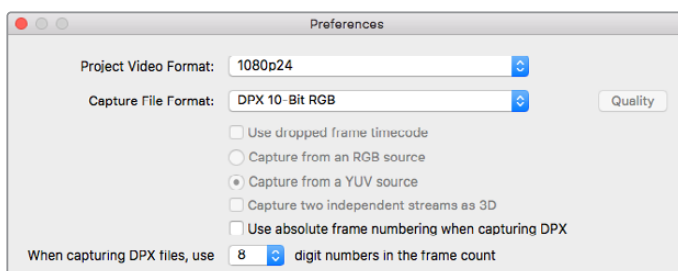 Preferences
Project Video Format: 1080p24
Capture File Format: DPX 10-Bit RGB Quality
Use dropped frame timecode
Capture from an RGB source
Capture from a YUV source
Capture two independent streams as 3D
Use absolute frame numbering when capturing DPX
When capturing DPX files, use 8 digit numbers in the frame count